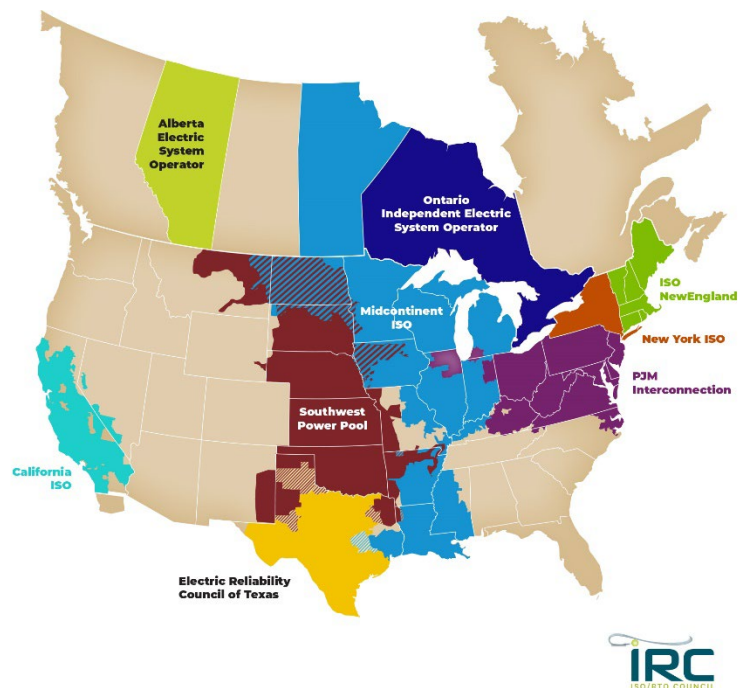 Alberta
Electric
System
Operator
Ontario
Independent Electric
System Operator
Midcontinent
ISO
ISO
NewEngland
New York ISO
PJM
Interconnection
Southwest
Power Pool
California
ISO
Electric Reliability
Council of Texas
IRC
ISO/RTO COUNCIL